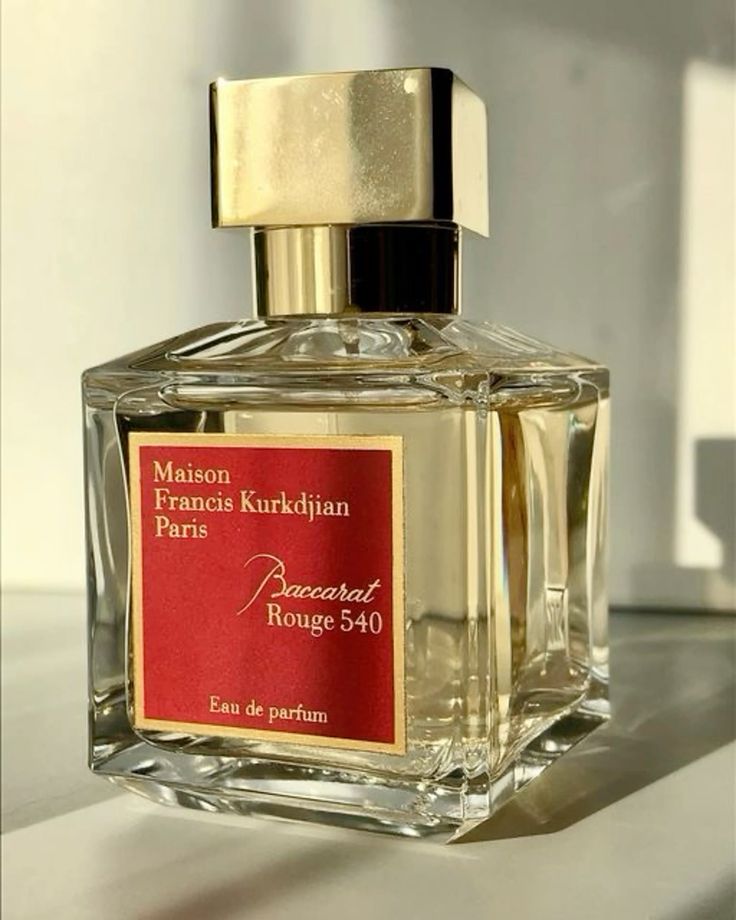 Maison
Francis Kurkdjian
Paris
Baccarat
Rouge 540
Eau de parfum